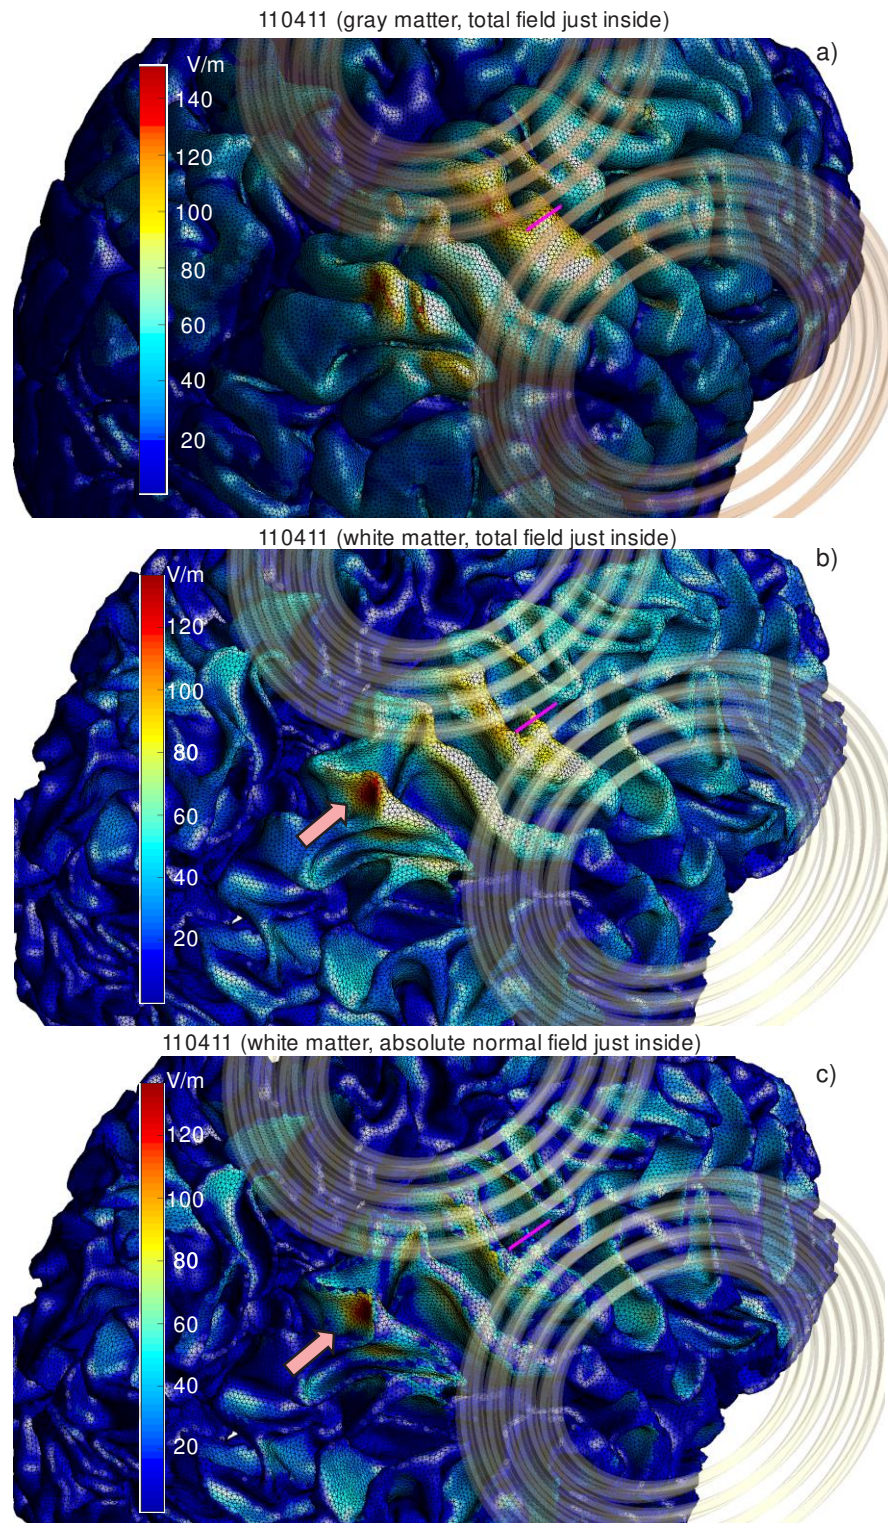 110411 (gray matter, total field just inside)
a)
V/m
140
120
100
80
60
40
20
110411 (white matter, total field just inside)
b)
V/m
120
100
80
60
40
20
110411 (white matter, absolute normal field just inside)
c)
V/m
120
100
80
60
40
20